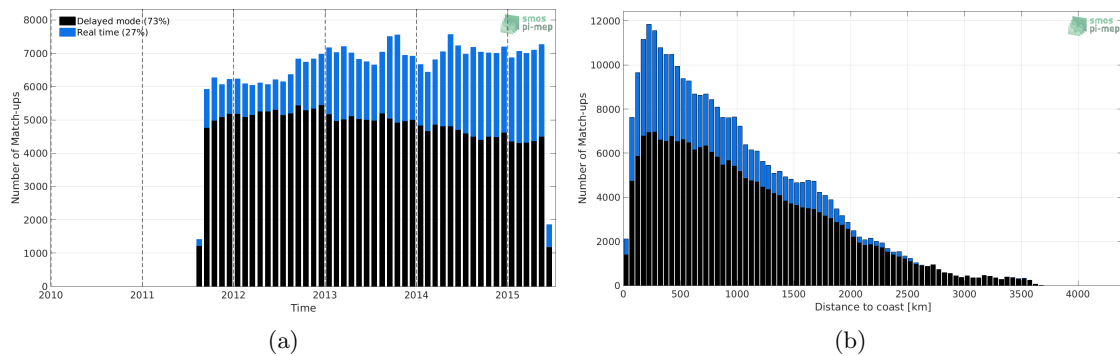 Delayed mode (73%)
Real time (27%)
smos
pi-mep
8000
7000
6000
5000
4000
3000
2000
1000
0
Number of Match-ups
2010
2011
2012
2013
2014
2015
Time
(a)
smos
pi-mep
12000
10000
8000
6000
4000
2000
0
Number of Match-ups
0
500
1000
1500
2000
2500
3000
3500
4000
Distance to coast [km]
(b)